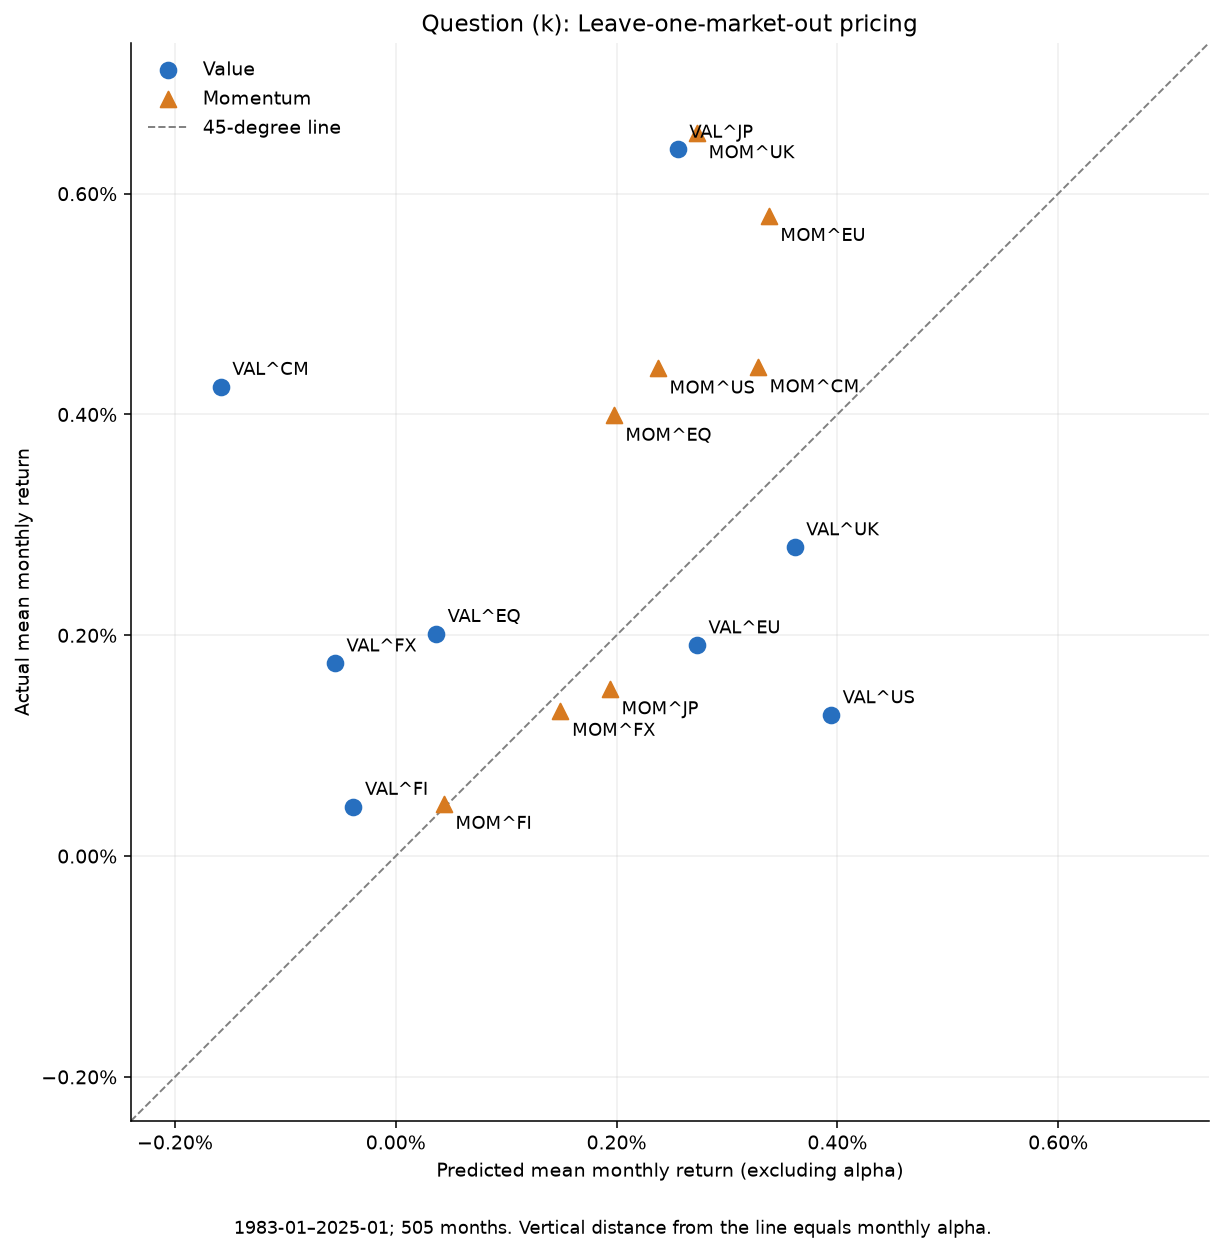 Question (k): Leave-one-market-out pricing
Value
Momentum
45-degree line
VAL^JP
MOM^UK
MOM^EU
VAL^CM
MOM^US
MOM^CM
MOM^EQ
VAL^UK
VAL^EQ
VAL^EU
VAL^FX
VAL^US
MOM^JP
MOM^FX
VAL^FI
MOM^FI
0.60%
0.40%
0.20%
0.00%
−0.20%
Actual mean monthly return
−0.20%
0.00%
0.20%
0.40%
0.60%
Predicted mean monthly return (excluding alpha)
1983-01–2025-01; 505 months. Vertical distance from the line equals monthly alpha.